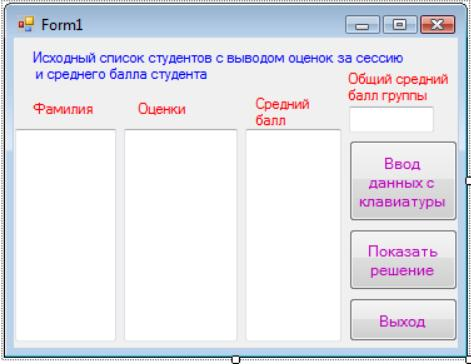 Form1
Исходный список студентов с выводом оценок за сессию
и среднего балла студента
Общий средний
балл группы
Фамилия
Оценки
Средний
балл
Ввод
данных с
клавиатуры
Показать
решение
Выход